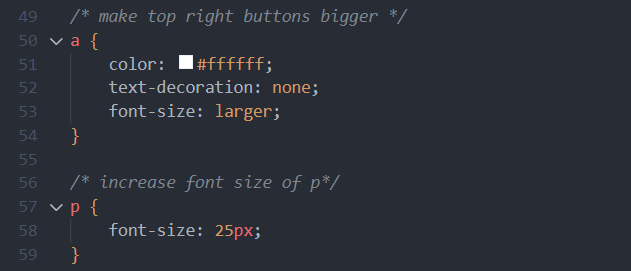 49 /* make top right buttons bigger */
50 a {
51 color: #ffffff;
52 text-decoration: none;
53 font-size: larger;
54 }
55
56 /* increase font size of p*/
57 p {
58 font-size: 25px;
59 }